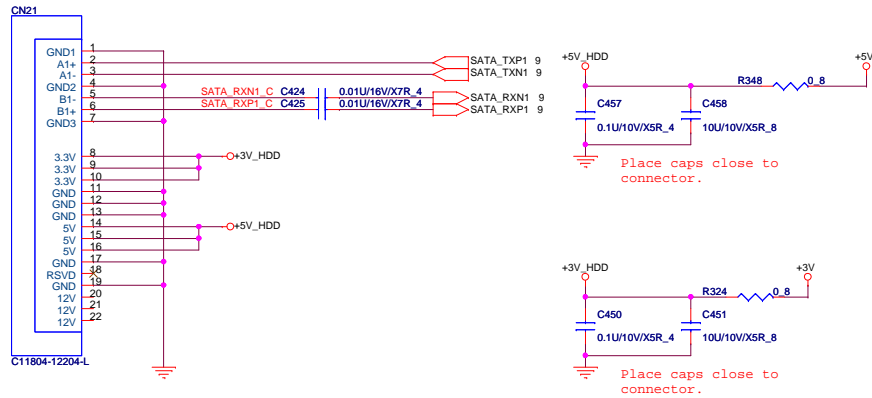 CN21
GND1 1
A1+ 2 SATA_TXP1 9
A1- 3 SATA_TXN1 9
GND2 4
B1- 5 SATA_RXN1_C C424 0.01U/16V/X7R_4 SATA_RXN1 9
B1+ 6 SATA_RXP1_C C425 0.01U/16V/X7R_4 SATA_RXP1 9
GND3 7
3.3V 8 +3V_HDD
3.3V 9
3.3V 10
GND 11
GND 12
GND 13
5V 14 +5V_HDD
5V 15
5V 16
GND 17
RSVD 18
GND 19
12V 20
12V 21
12V 22
C11804-12204-L
+5V_HDD +5V
R348 0_8
C457 C458
0.1U/10V/X5R_4 10U/10V/X5R_8
Place caps close to
connector.
+3V_HDD +3V
R324 0_8
C450 C451
0.1U/10V/X5R_4 10U/10V/X5R_8
Place caps close to
connector.